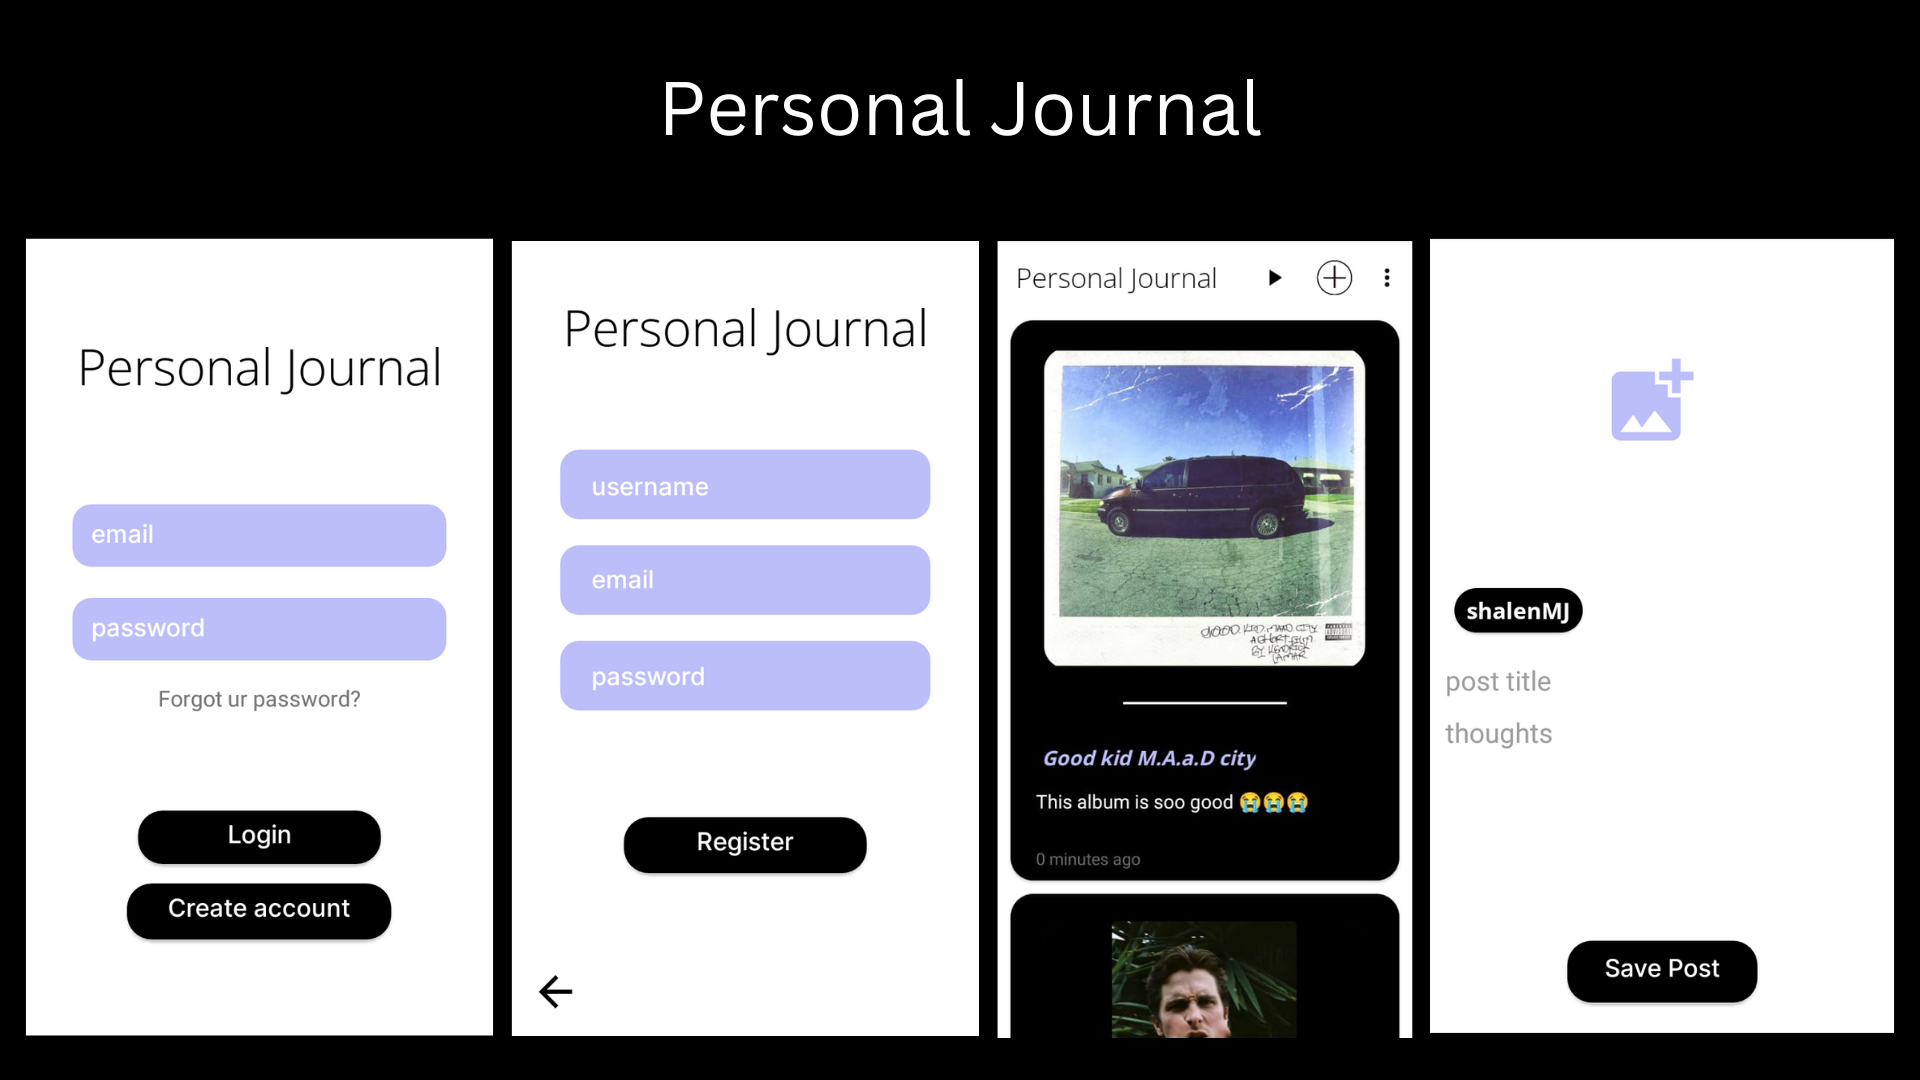 Personal Journal
Personal Journal
email
password
Forgot ur password?
Login
Create account
Personal Journal
username
email
password
Register
Personal Journal
GOOD KID, MAAD CITY
A SHORT FILM
BY KENDRICK
LAMAR
Good kid M.A.a.D city
This album is soo good 😭😭😭
0 minutes ago
shalenMJ
post title
thoughts
Save Post